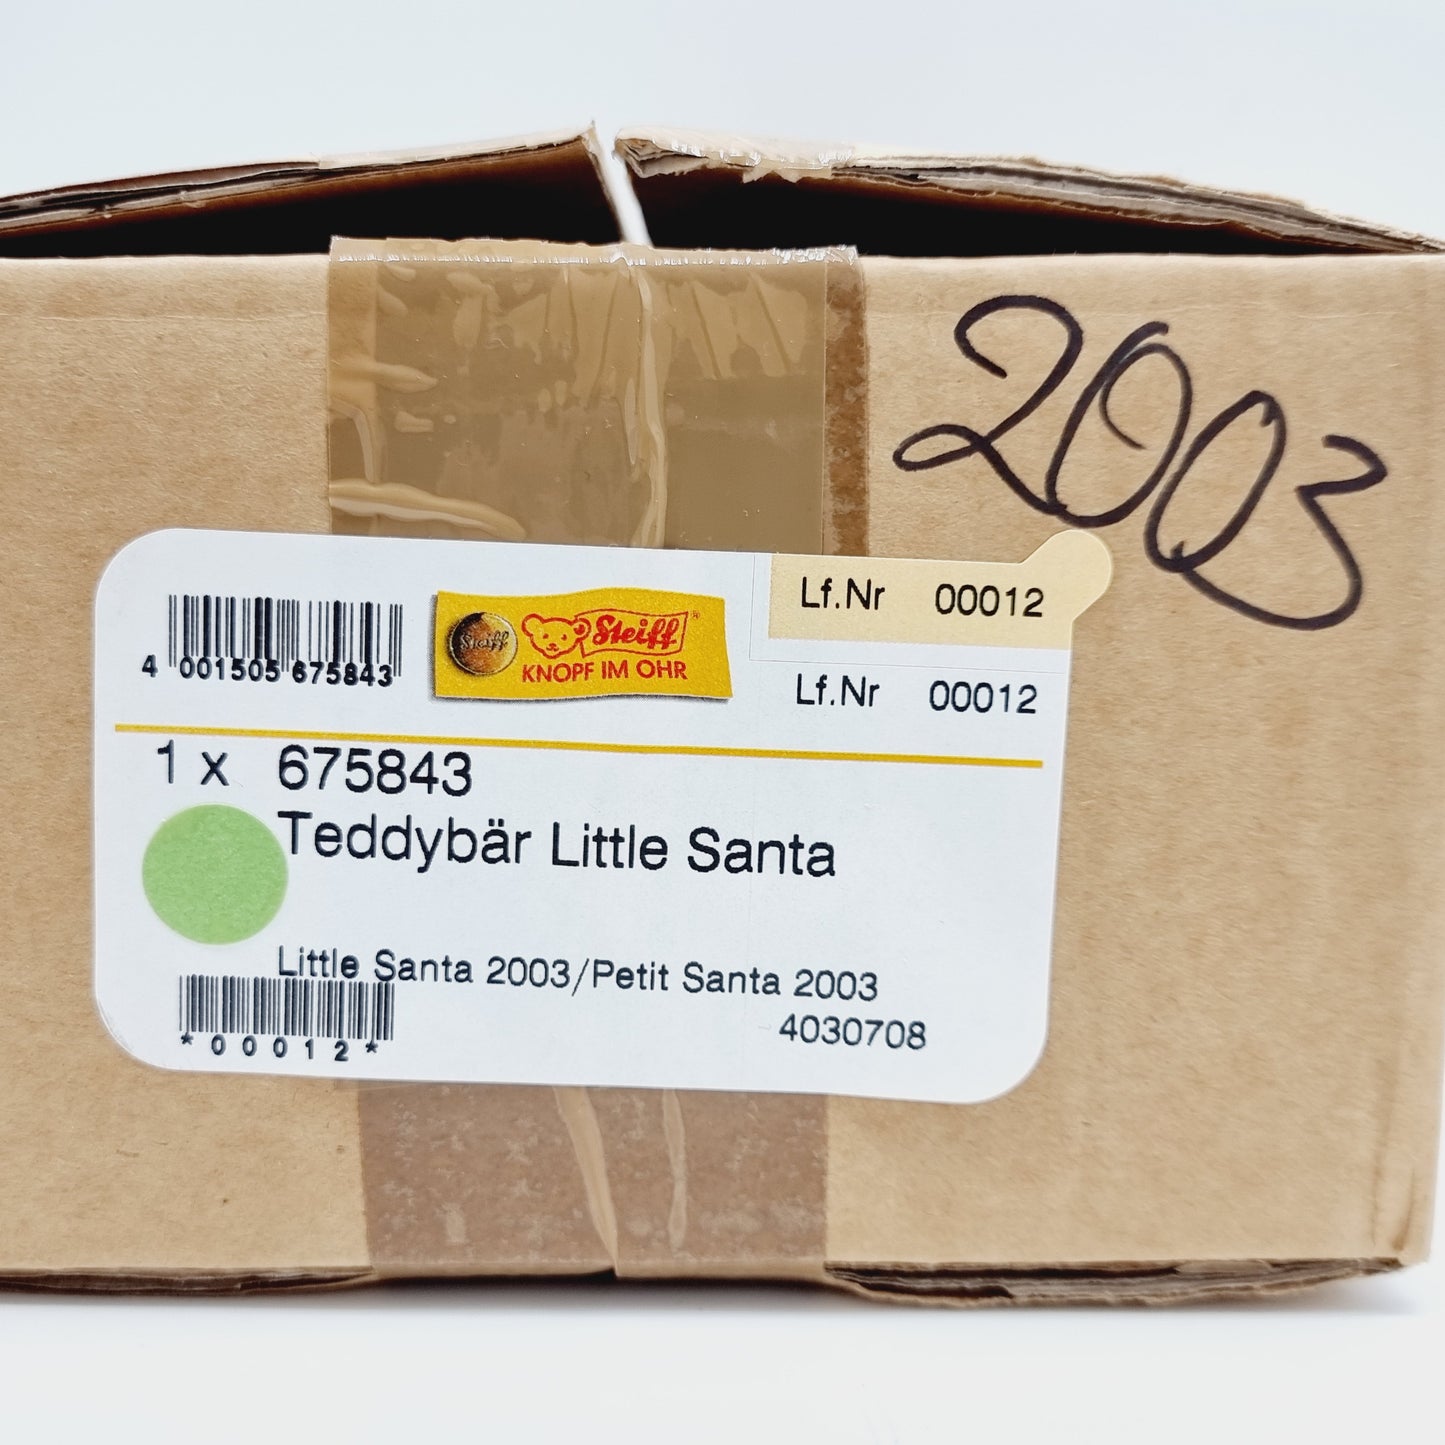 2003
Lf.Nr 00012
4 001505 675843
Steiff
Steiff®
KNOPF IM OHR
Lf.Nr 00012
1 x 675843
Teddybär Little Santa
Little Santa 2003/Petit Santa 2003
4030708
*00012*